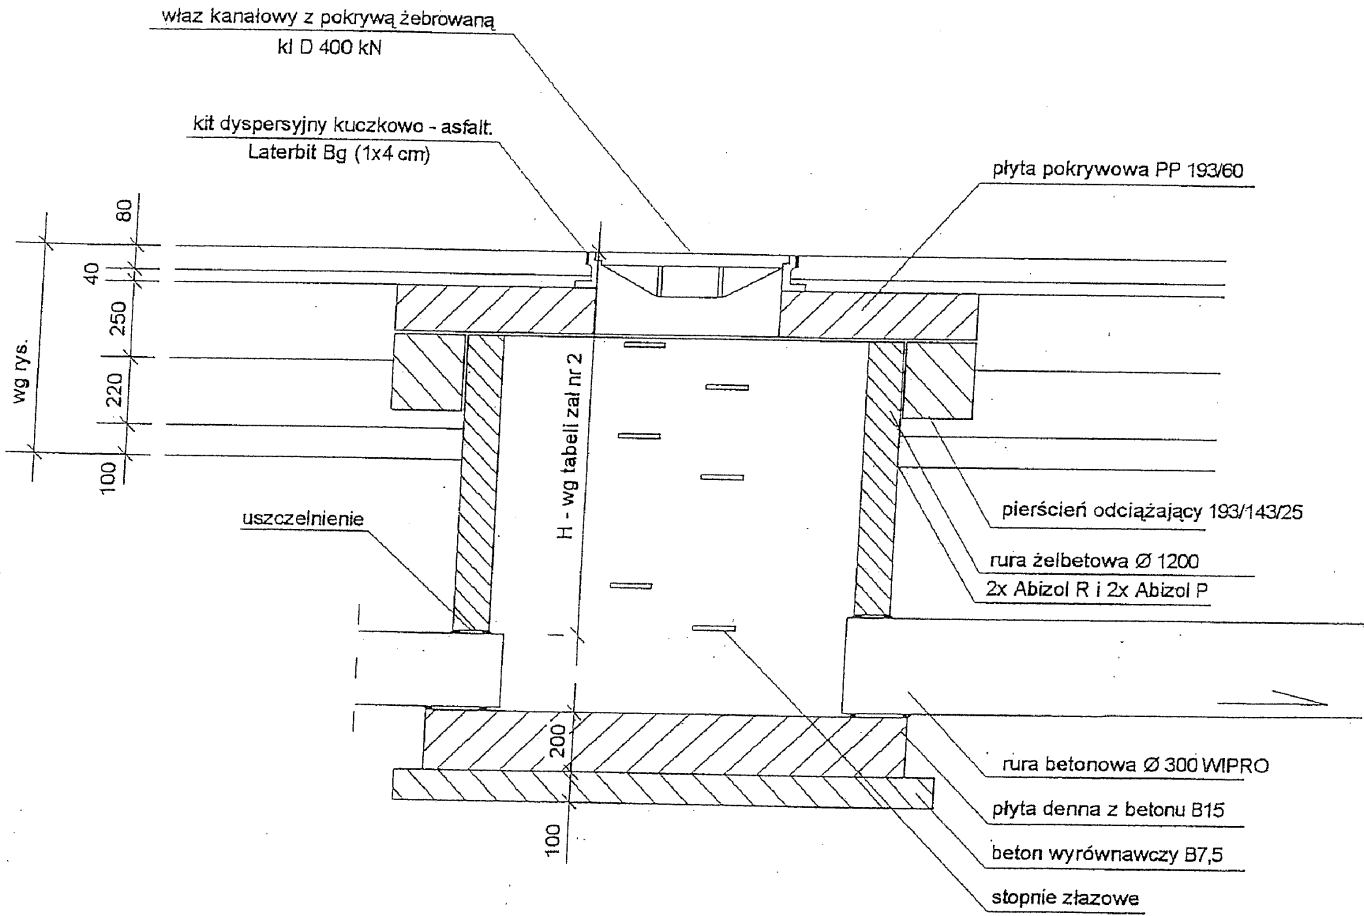 właz kanałowy z pokrywą żebrowaną
kl D 400 kN
kit dyspersyjny kuczkowo - asfalt.
Laterbit Bg (1x4 cm)
płyta pokrywowa PP 193/60
80
40
250
220
100
wg rys.
H - wg tabeli zał nr 2
uszczelnienie
pierścień odciążający 193/143/25
rura żelbetowa Ø 1200
2x Abizol R i 2x Abizol P
200
100
rura betonowa Ø 300 WIPRO
płyta denna z betonu B15
beton wyrównawczy B7,5
stopnie złazowe